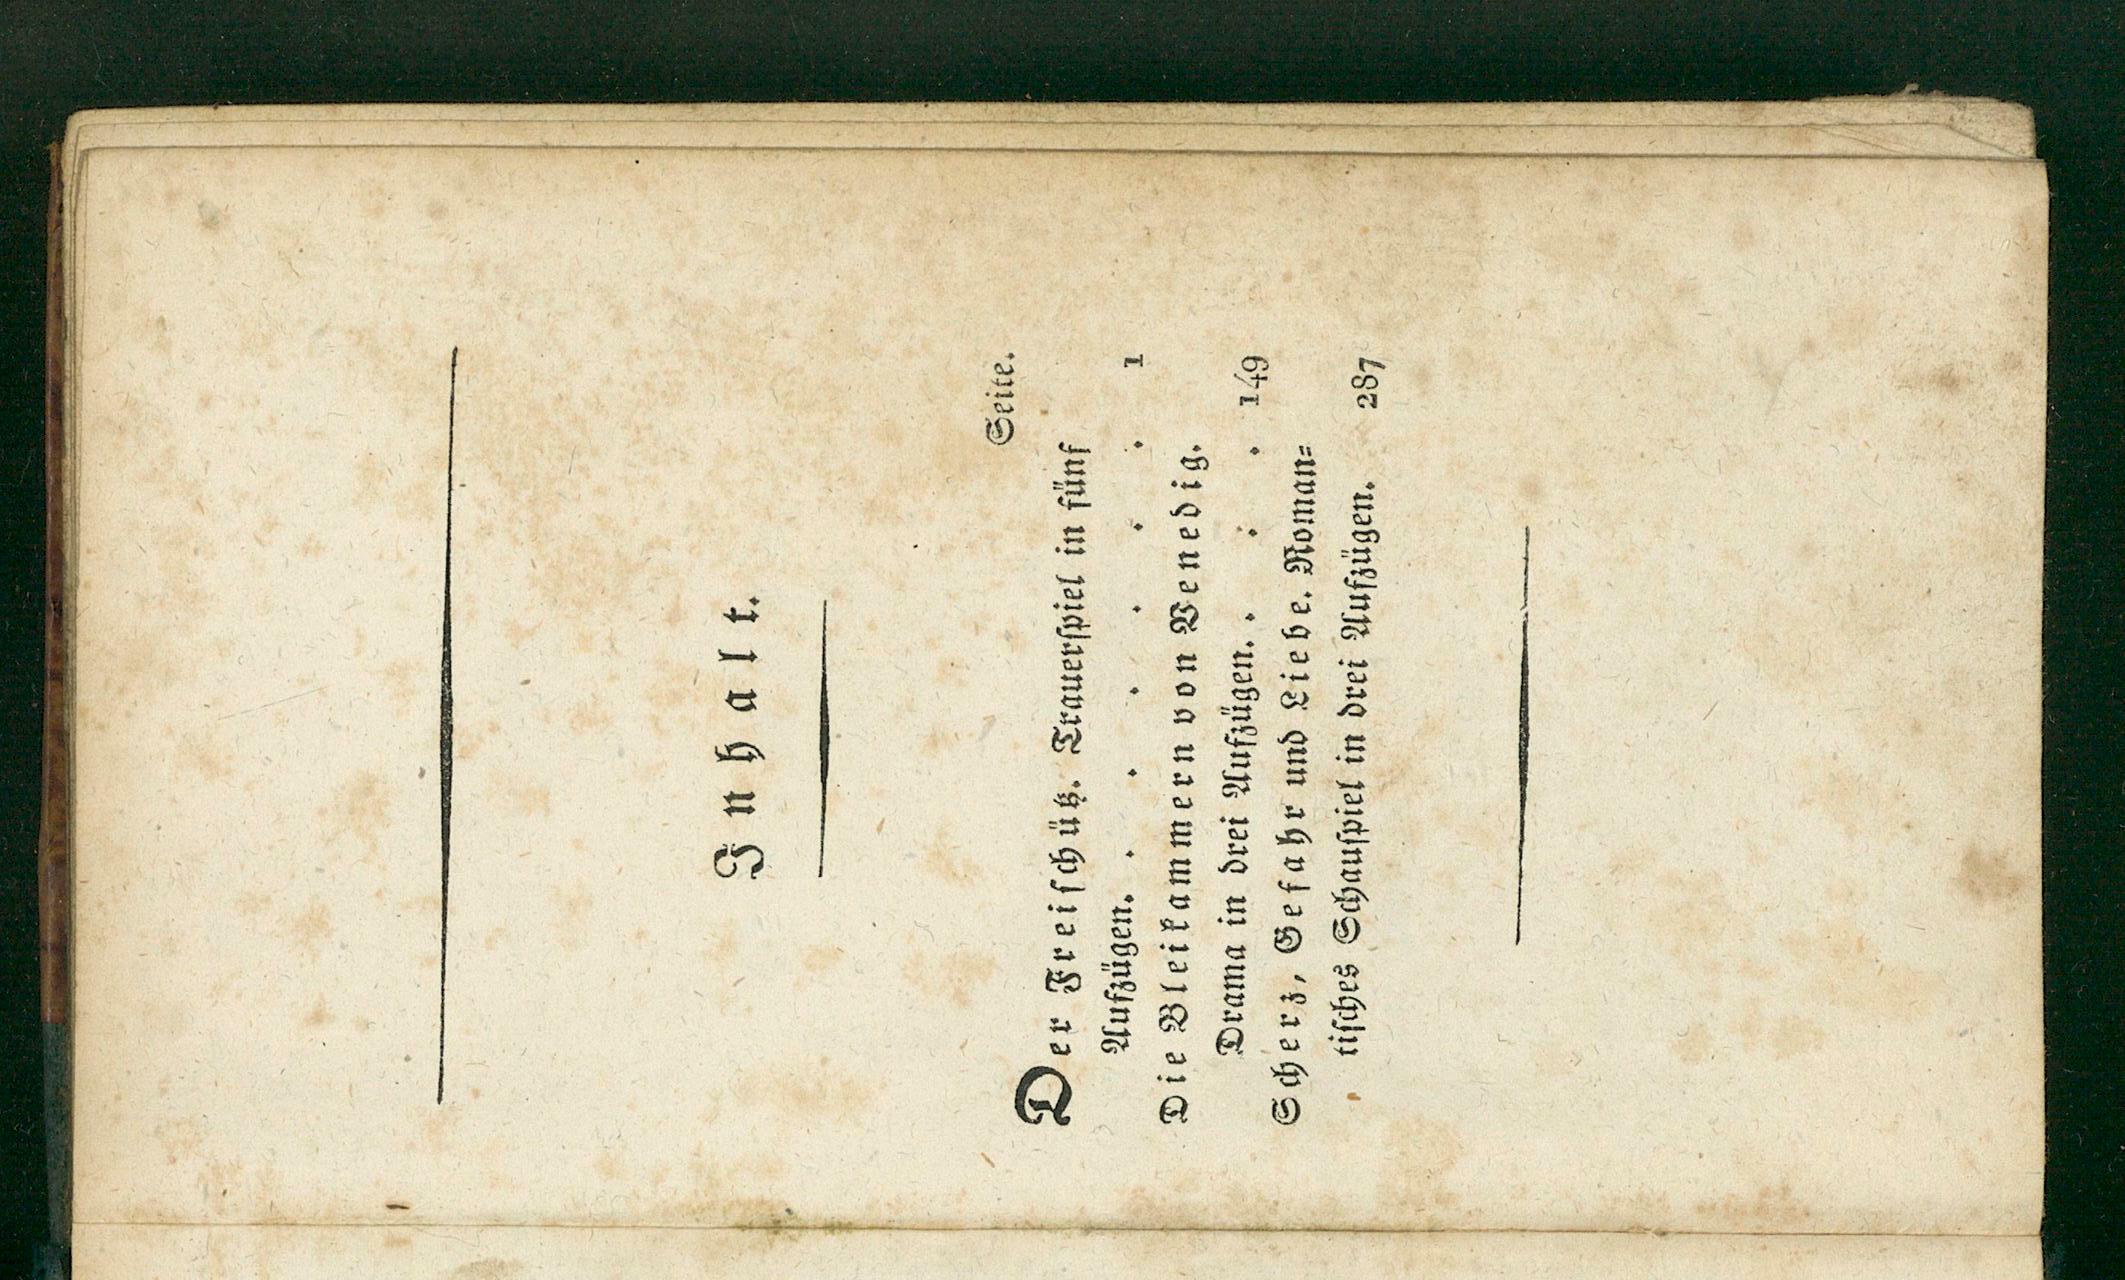 Inhalt.
Seite.
Der Freiſchütz. Trauerſpiel in fünf
Aufzügen. . . . . . . 1
Die Bleikammern von Venedig.
Drama in drei Aufzügen. . . . 149
Scherz, Gefahr und Liebe. Roman=
tiſches Schauſpiel in drei Aufzügen. 287